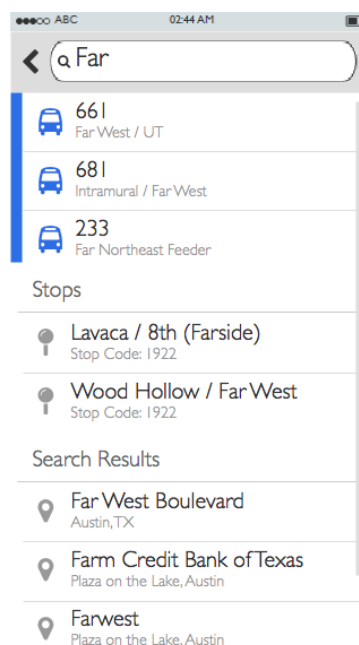 ABC 02:44 AM
Far
661
Far West / UT
681
Intramural / Far West
233
Far Northeast Feeder
Stops
Lavaca / 8th (Farside)
Stop Code: 1922
Wood Hollow / Far West
Stop Code: 1922
Search Results
Far West Boulevard
Austin, TX
Farm Credit Bank of Texas
Plaza on the Lake, Austin
Farwest
Plaza on the Lake, Austin